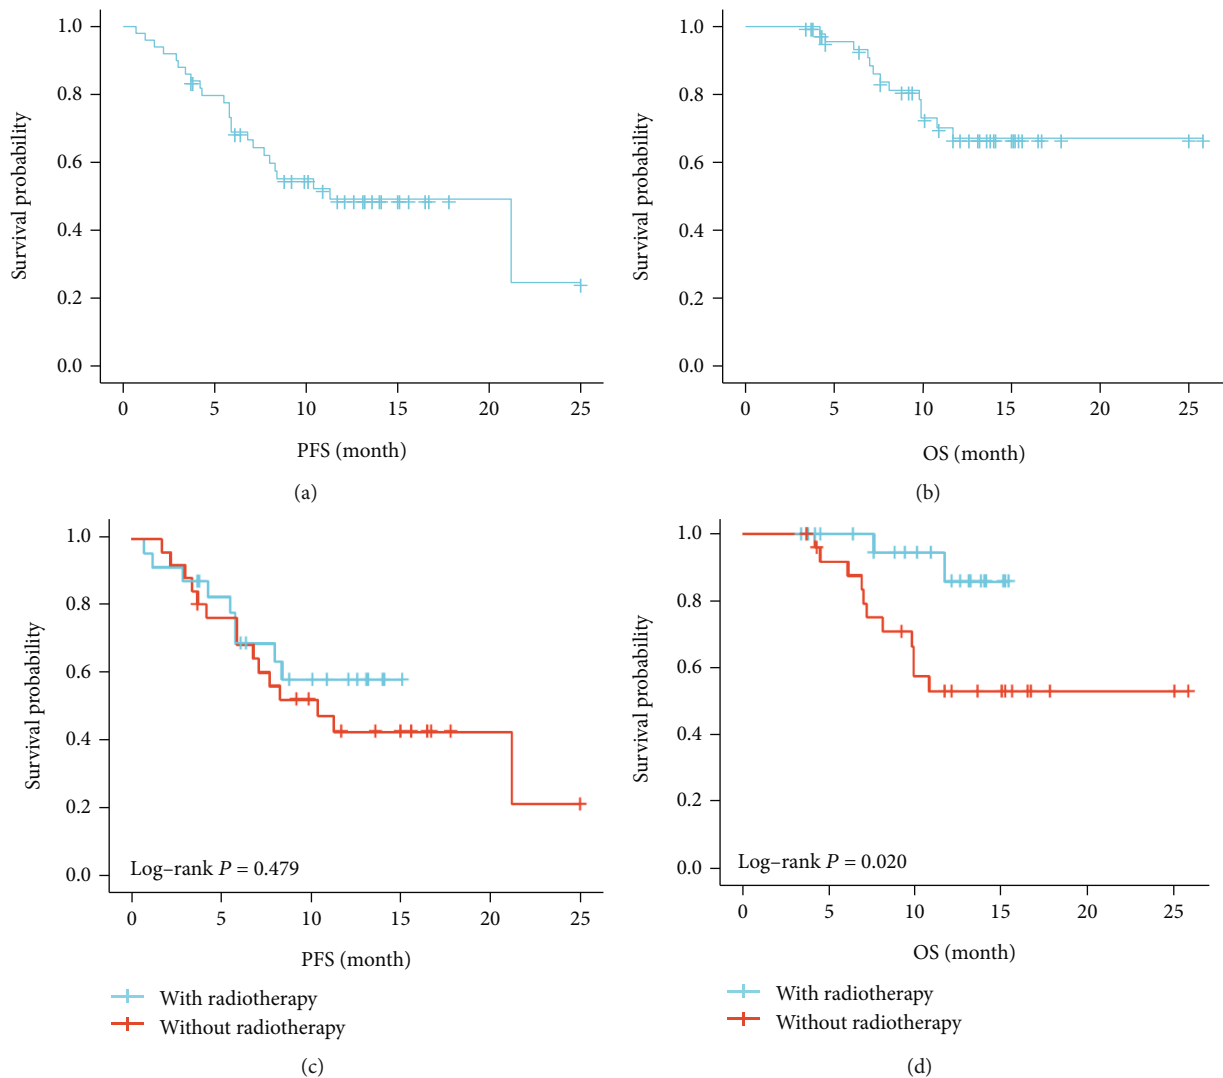 1.0
0.8
0.6
0.4
0.2
0.0
Survival probability
0 5 10 15 20 25
PFS (month)
(a)
1.0
0.8
0.6
0.4
0.2
0.0
Survival probability
0 5 10 15 20 25
OS (month)
(b)
1.0
0.8
0.6
0.4
0.2
0.0
Survival probability
Log–rank P = 0.479
0 5 10 15 20 25
PFS (month)
With radiotherapy
Without radiotherapy
(c)
1.0
0.8
0.6
0.4
0.2
0.0
Survival probability
Log–rank P = 0.020
0 5 10 15 20 25
OS (month)
With radiotherapy
Without radiotherapy
(d)